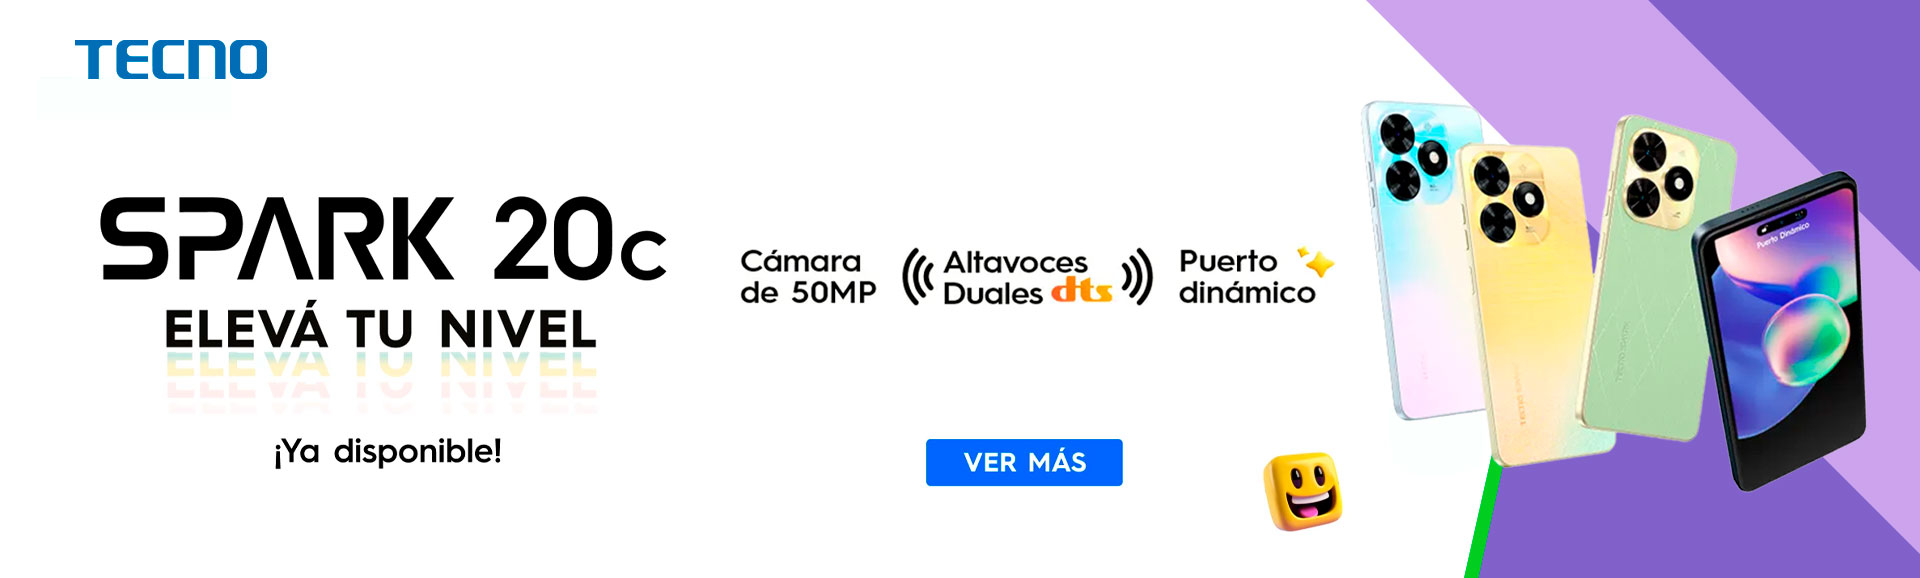 TECNO
SPARK 20c
ELEVÁ TU NIVEL
¡Ya disponible!
Cámara
de 50MP
Altavoces
Duales dts
Puerto
dinámico
VER MÁS
Puerto Dinámico